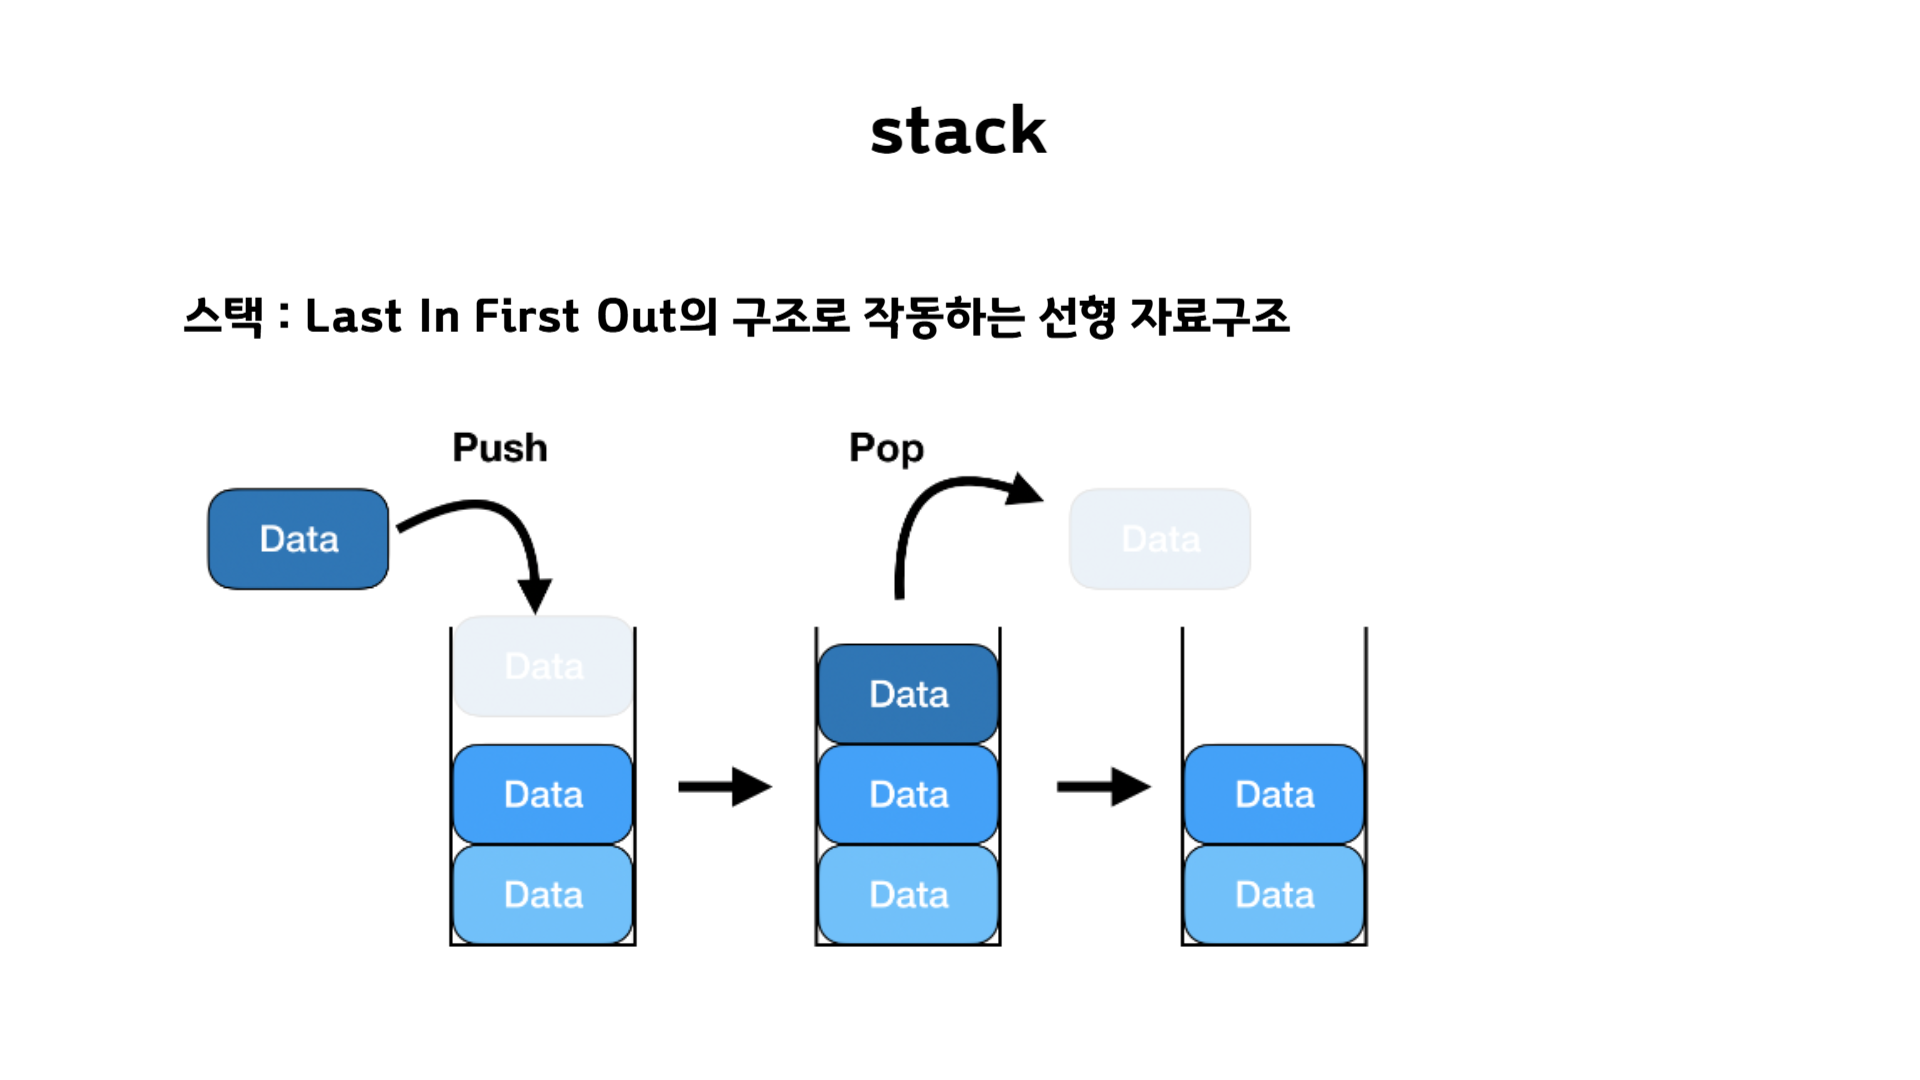 stack
스택 : Last In First Out의 구조로 작동하는 선형 자료구조
Push
Pop
Data
Data
Data
Data
Data
Data
Data
Data
Data
Data